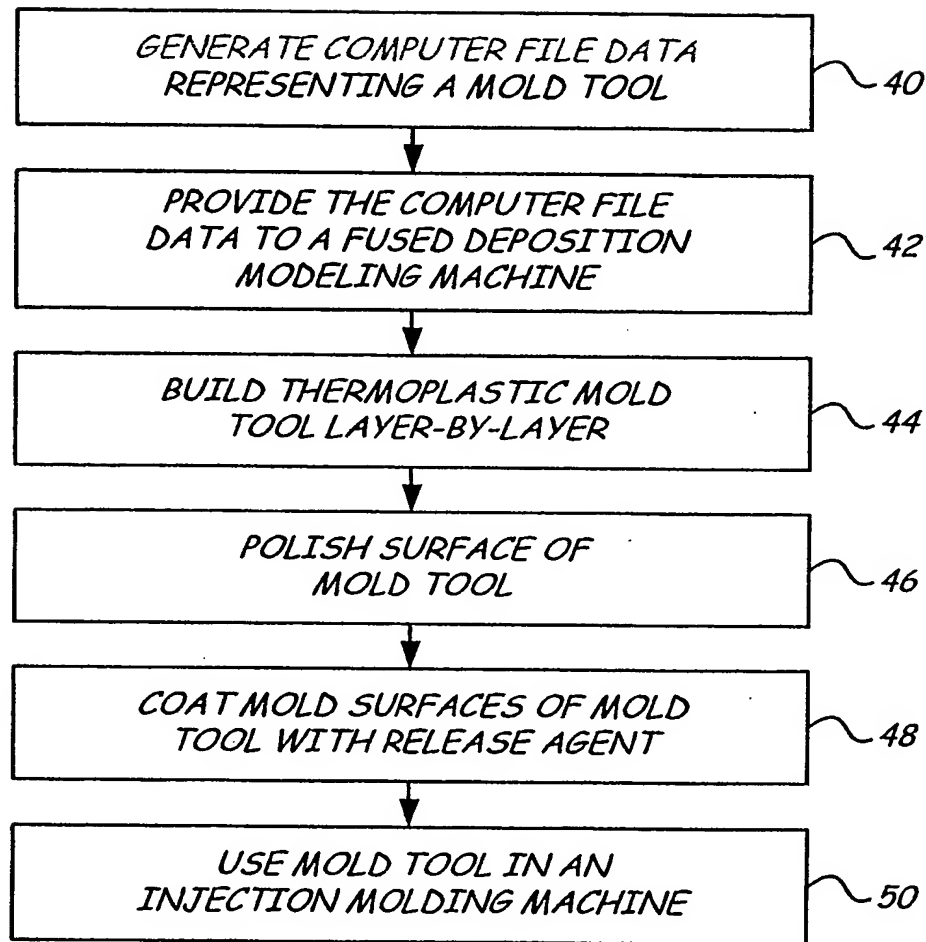 GENERATE COMPUTER FILE DATA
REPRESENTING A MOLD TOOL
40
PROVIDE THE COMPUTER FILE
DATA TO A FUSED DEPOSITION
MODELING MACHINE
42
BUILD THERMOPLASTIC MOLD
TOOL LAYER-BY-LAYER
44
POLISH SURFACE OF
MOLD TOOL
46
COAT MOLD SURFACES OF MOLD
TOOL WITH RELEASE AGENT
48
USE MOLD TOOL IN AN
INJECTION MOLDING MACHINE
50